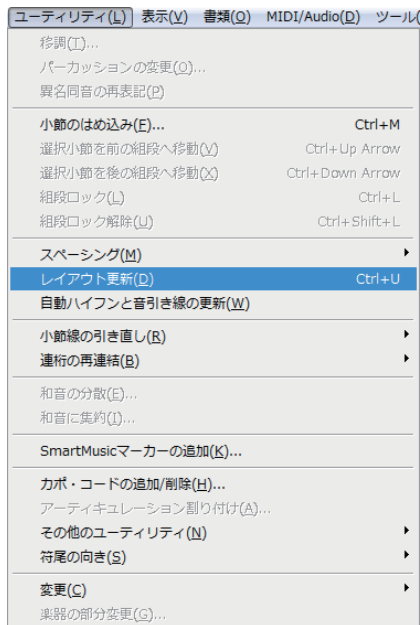 ユーティリティ(L) 表示(V) 書類(O) MIDI/Audio(D) ツール(
移調(T)...
パーカッションの変更(O)...
異名同音の再表記(P)
小節のはめ込み(F)... Ctrl+M
選択小節を前の組段へ移動(V) Ctrl+Up Arrow
選択小節を後の組段へ移動(X) Ctrl+Down Arrow
組段ロック(L) Ctrl+L
組段ロック解除(U) Ctrl+Shift+L
スペーシング(M)
レイアウト更新(D) Ctrl+U
自動ハイフンと音引き線の更新(W)
小節線の引き直し(R)
連桁の再連結(B)
和音の分散(E)...
和音に集約(I)...
SmartMusicマーカーの追加(K)...
カポ・コードの追加/削除(H)...
アーティキュレーション割り付け(A)...
その他のユーティリティ(N)
符尾の向き(S)
変更(C)
楽器の部分変更(G)...